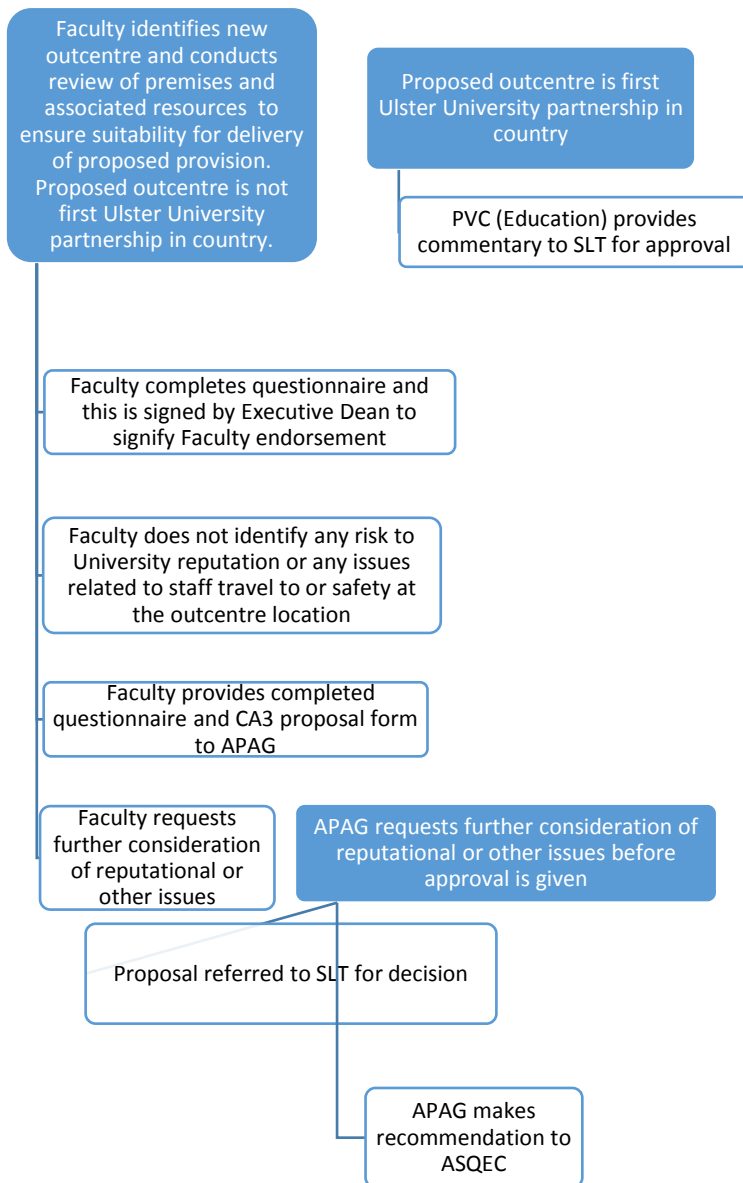 Faculty identifies new
outcentre and conducts
review of premises and
associated resources to
ensure suitability for delivery
of proposed provision.
Proposed outcentre is not
first Ulster University
partnership in country.
Proposed outcentre is first
Ulster University partnership in
country
PVC (Education) provides
commentary to SLT for approval
Faculty completes questionnaire and
this is signed by Executive Dean to
signify Faculty endorsement
Faculty does not identify any risk to
University reputation or any issues
related to staff travel to or safety at
the outcentre location
Faculty provides completed
questionnaire and CA3 proposal form
to APAG
Faculty requests
further consideration
of reputational or
other issues
APAG requests further consideration of
reputational or other issues before
approval is given
Proposal referred to SLT for decision
APAG makes
recommendation to
ASQEC